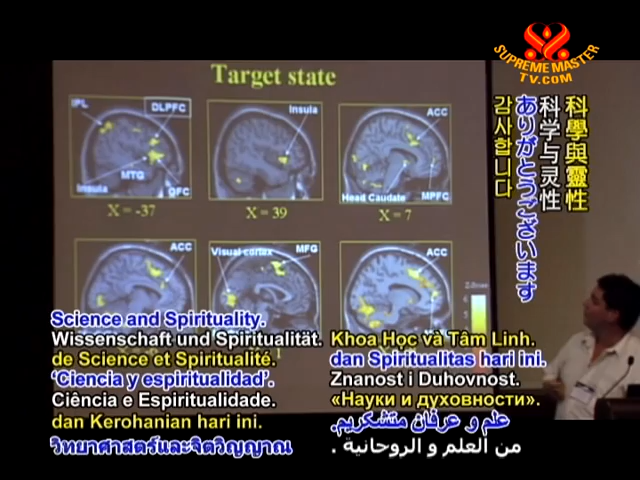 SUPREME MASTER
TV.COM
Target state
IPL
DLPFC
Insula
MTG
OFC
X = -37
Insula
X = 39
ACC
Head Caudate
MPFC
X = 7
ACC
Visual cortex
MFG
ACC
科學與靈性
科学与灵性
ありがとうございます
감사합니다
Science and Spirituality.
Wissenschaft und Spiritualität.
de Science et Spiritualité.
'Ciencia y espiritualidad'.
Ciência e Espiritualidade.
dan Kerohanian hari ini.
วิทยาศาสตร์และจิตวิญญาณ
Khoa Học và Tâm Linh.
dan Spiritualitas hari ini.
Znanost i Duhovnost.
«Науки и духовности».
علم و عرفان متشکریم.
من العلم و الروحانية .